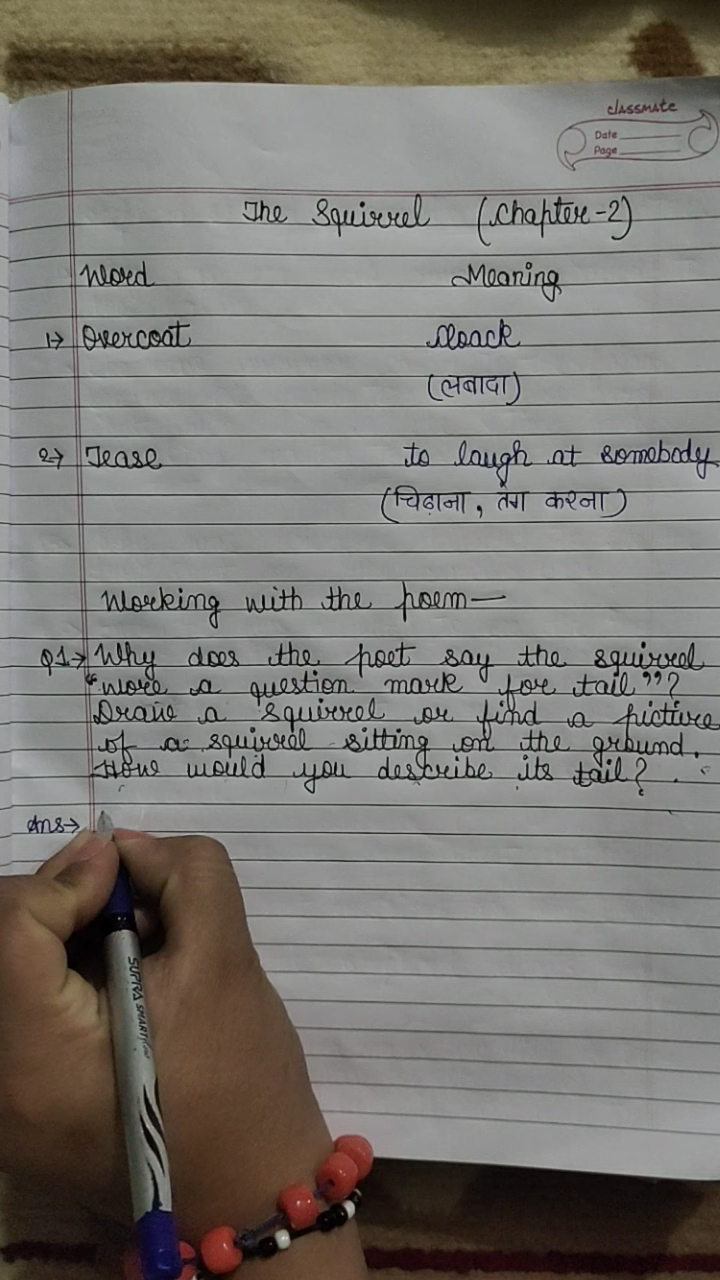 classmate
Date
Page
The Squirrel (Chapter-2)
Word Meaning
1→ Overcoat cloack
(लबादा)
2→ Tease to laugh at somebody
(चिढ़ाना, तंग करना)
Working with the poem—
Q1→ Why does the poet say the squirrel
"wore a question mark for tail"?
Draw a squirrel or find a picture
of a squirrel sitting on the ground.
How would you describe its tail?
Ans→
SUPRA SMARTY